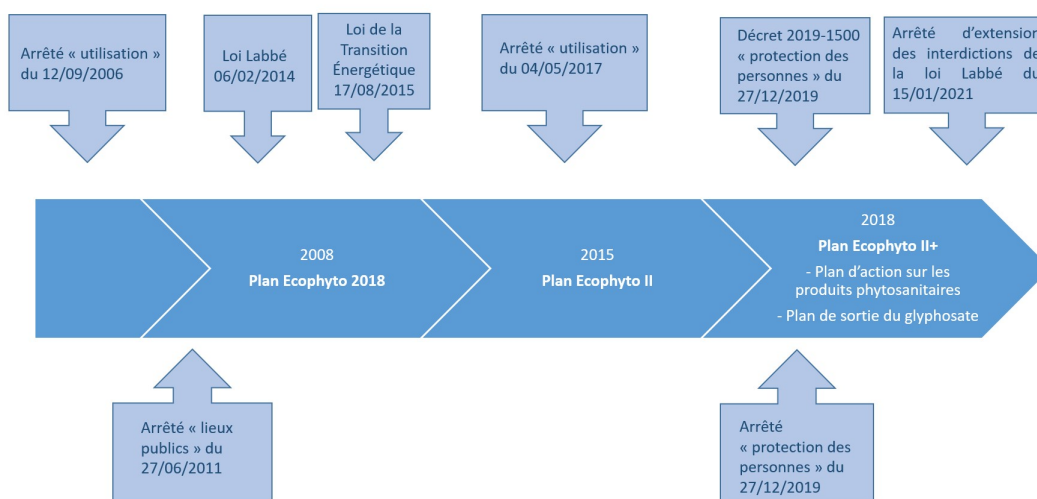 Arrêté « utilisation »
du 12/09/2006
Loi Labbé
06/02/2014
Loi de la
Transition
Énergétique
17/08/2015
Arrêté « utilisation »
du 04/05/2017
Décret 2019-1500
« protection des
personnes » du
27/12/2019
Arrêté d’extension
des interdictions de
la loi Labbé du
15/01/2021
2008
Plan Ecophyto 2018
2015
Plan Ecophyto II
2018
Plan Ecophyto II+
- Plan d’action sur les
produits phytosanitaires
- Plan de sortie du glyphosate
Arrêté « lieux
publics » du
27/06/2011
Arrêté
« protection des
personnes » du
27/12/2019